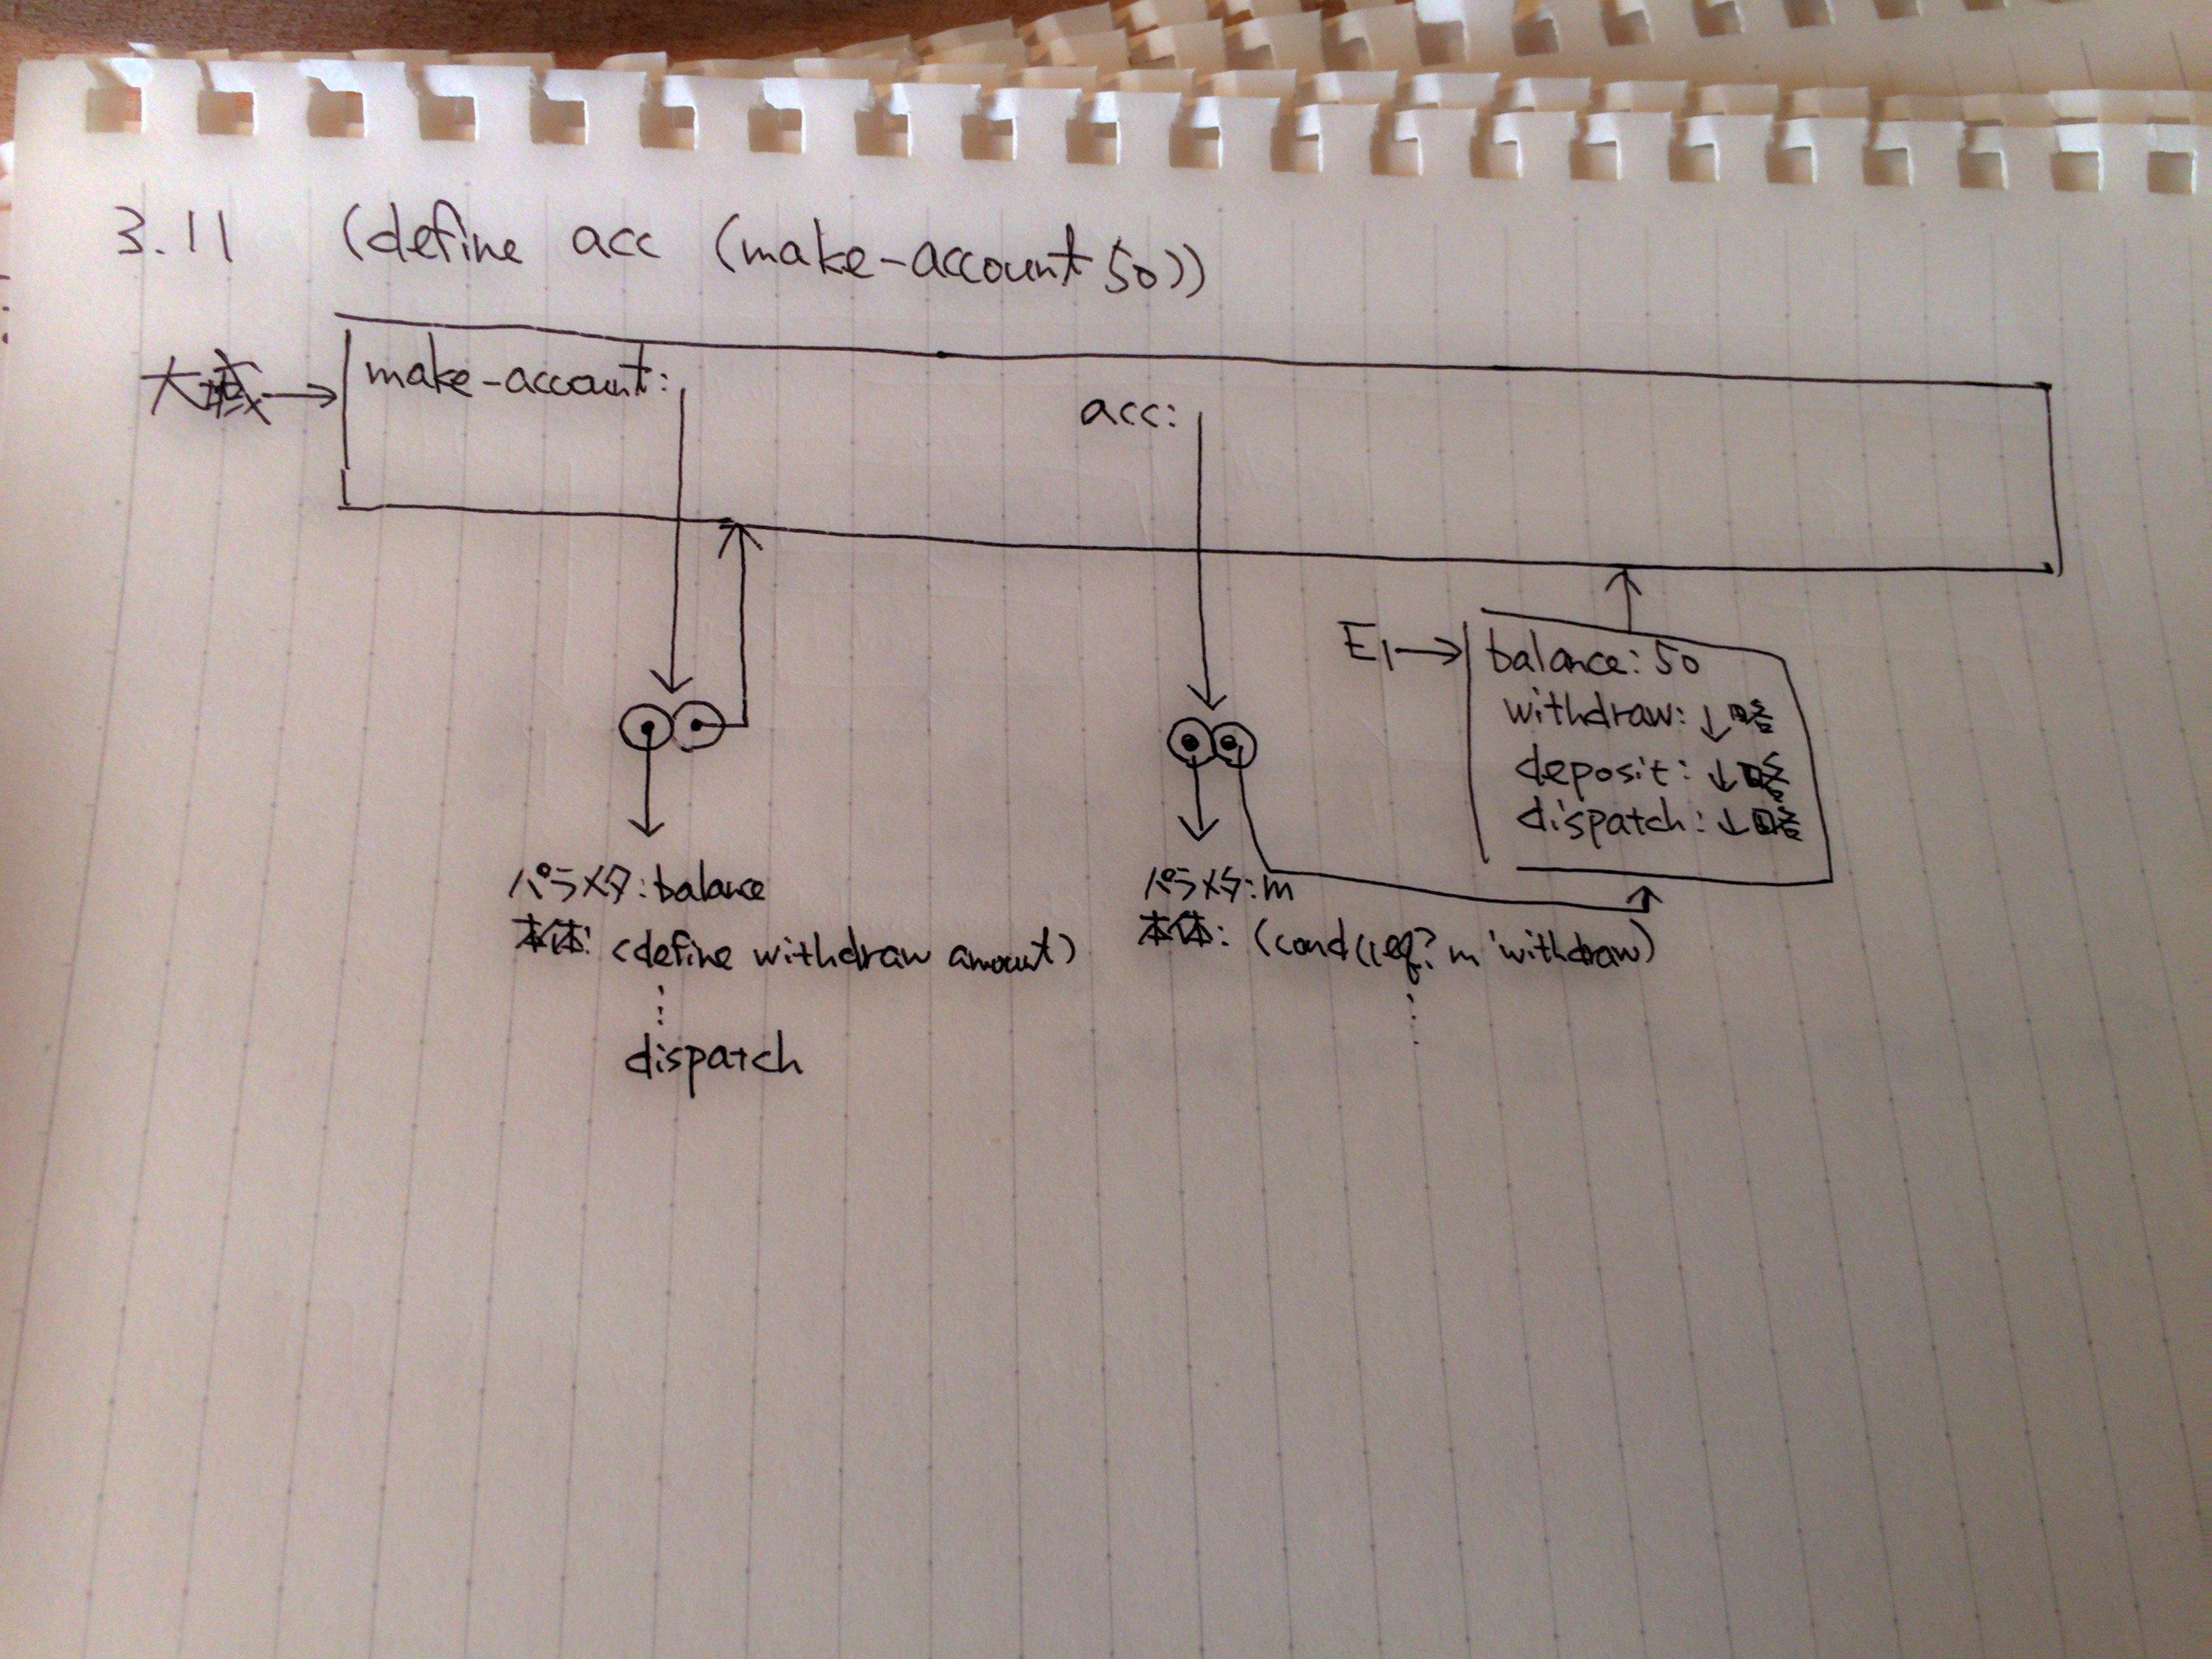 3.11 (define acc (make-account 50))
大域→
make-account:
acc:
E1→
balance: 50
withdraw: ↓略
deposit: ↓略
dispatch: ↓略
パラメタ: balance
本体: (define withdraw amount)
⋮
dispatch
パラメタ: m
本体: (cond ((eq? m 'withdraw)
⋮